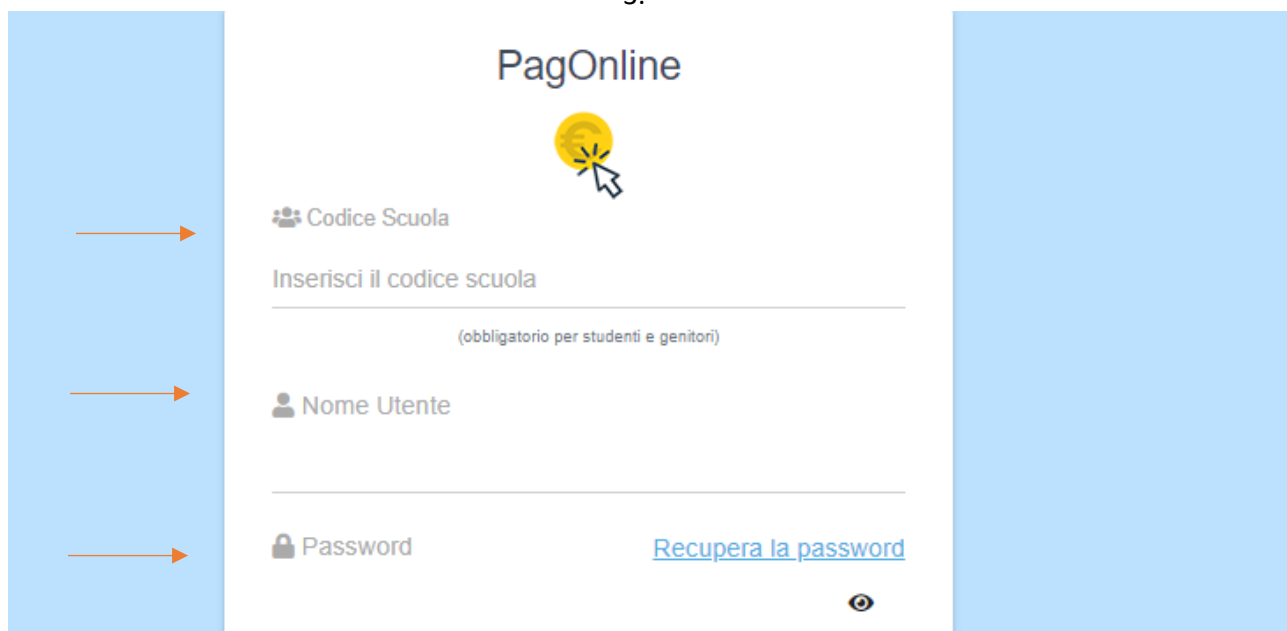 PagOnline
Codice Scuola
Inserisci il codice scuola
(obbligatorio per studenti e genitori)
Nome Utente
Password
Recupera la password